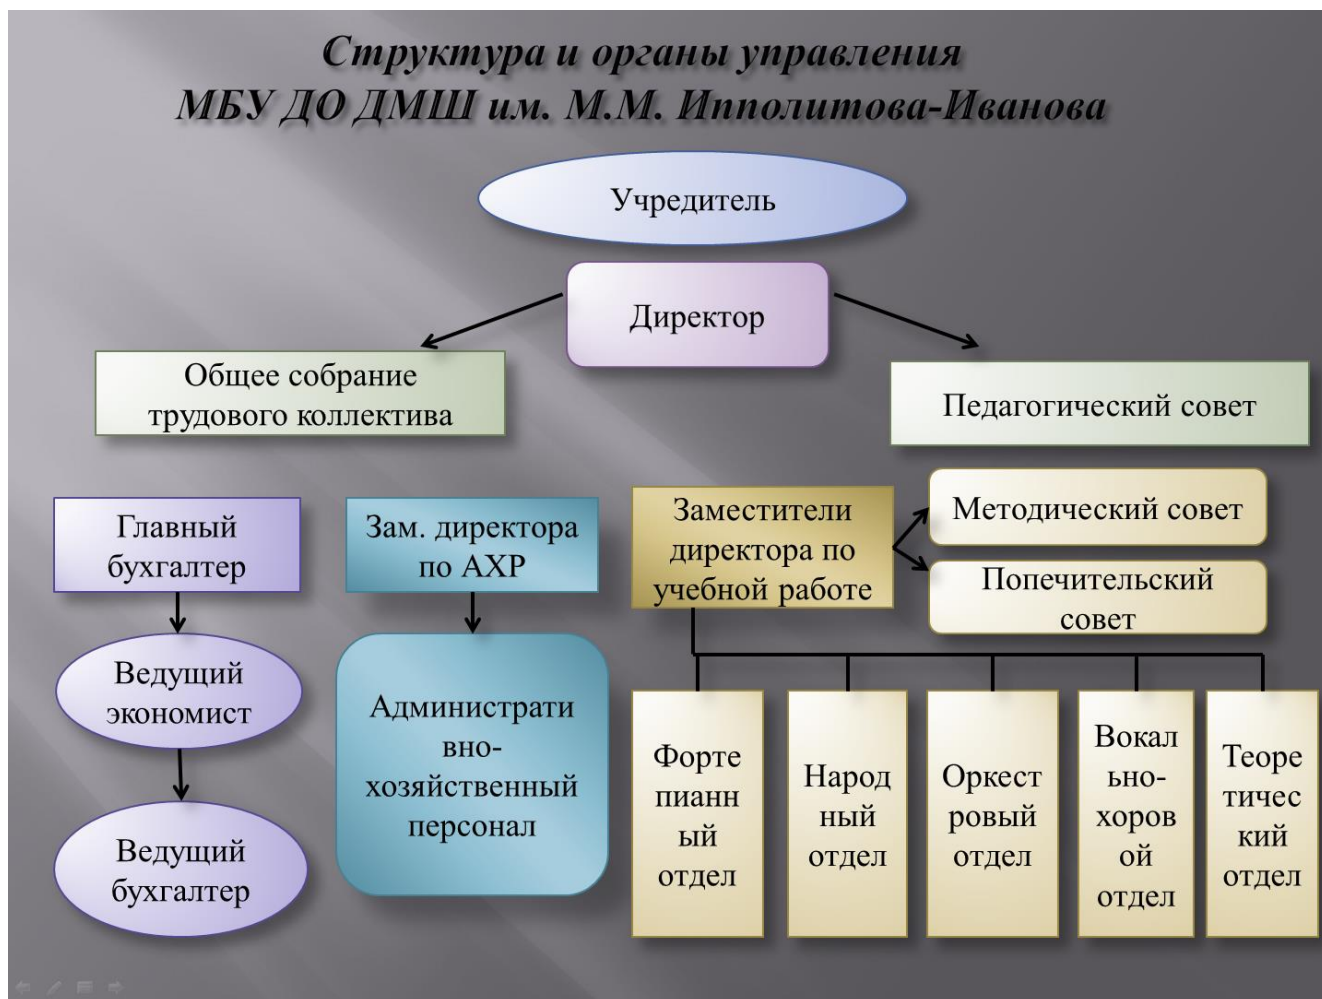 Структура и органы управления
МБУ ДО ДМШ им. М.М. Ипполитова-Иванова
Учредитель
Директор
Общее собрание
трудового коллектива
Педагогический совет
Главный
бухгалтер
Зам. директора
по АХР
Заместители
директора по
учебной работе
Методический совет
Попечительский
совет
Ведущий
экономист
Ведущий
бухгалтер
Администрати
вно-
хозяйственный
персонал
Форте
пианн
ый
отдел
Народ
ный
отдел
Оркест
ровый
отдел
Вокал
ьно-
хоров
ой
отдел
Теоре
тичес
кий
отдел